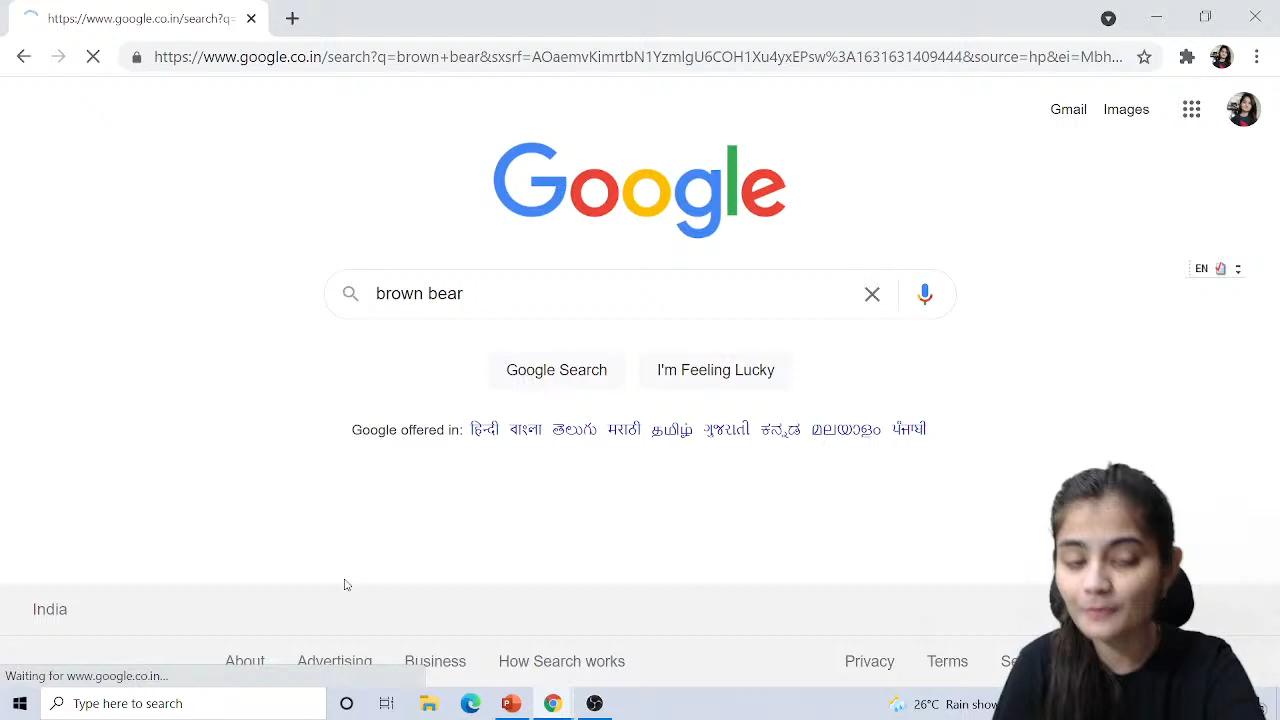 https://www.google.co.in/search?q=
https://www.google.co.in/search?q=brown+bear&sxsrf=AOaemvKimrtbN1YzmlgU6COH1Xu4yxEPsw%3A1631631409444&source=hp&ei=Mbh...
Gmail Images
Google
EN
brown bear
Google Search I'm Feeling Lucky
Google offered in: हिन्दी বাংলা తెలుగు मराठी தமிழ் ગુજરાતી ಕನ್ನಡ മലയാളം ਪੰਜਾਬੀ
India
About Advertising Business How Search works Privacy Terms
Waiting for www.google.co.in...
Type here to search 26°C Rain